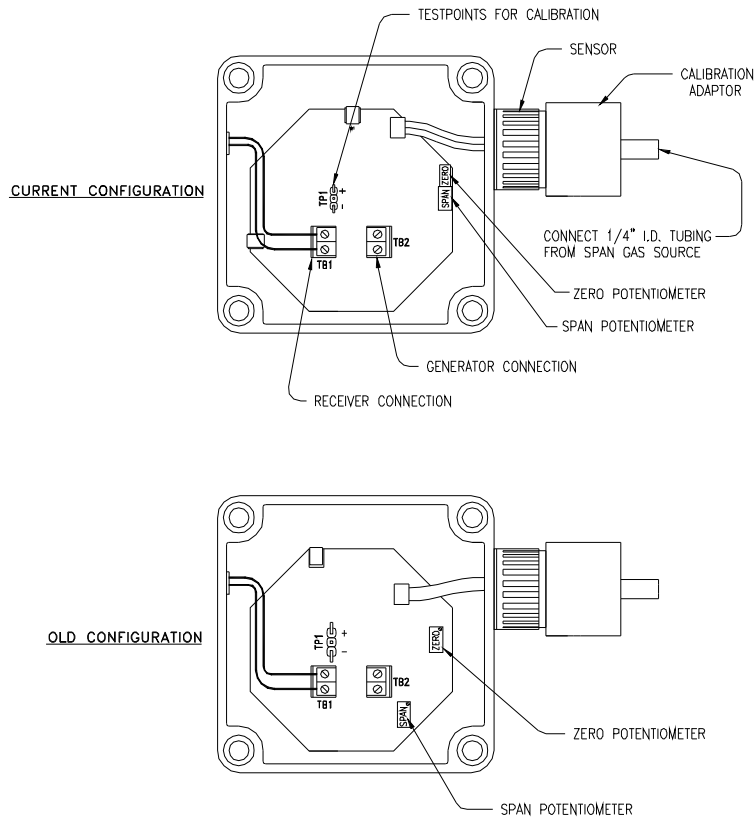 TESTPOINTS FOR CALIBRATION
SENSOR
CALIBRATION
ADAPTOR
CURRENT CONFIGURATION
TP1
+
-
ZERO
SPAN
TB1
TB2
CONNECT 1/4" I.D. TUBING
FROM SPAN GAS SOURCE
ZERO POTENTIOMETER
SPAN POTENTIOMETER
GENERATOR CONNECTION
RECEIVER CONNECTION
OLD CONFIGURATION
TP1
+
-
ZERO
TB1
TB2
SPAN
ZERO POTENTIOMETER
SPAN POTENTIOMETER